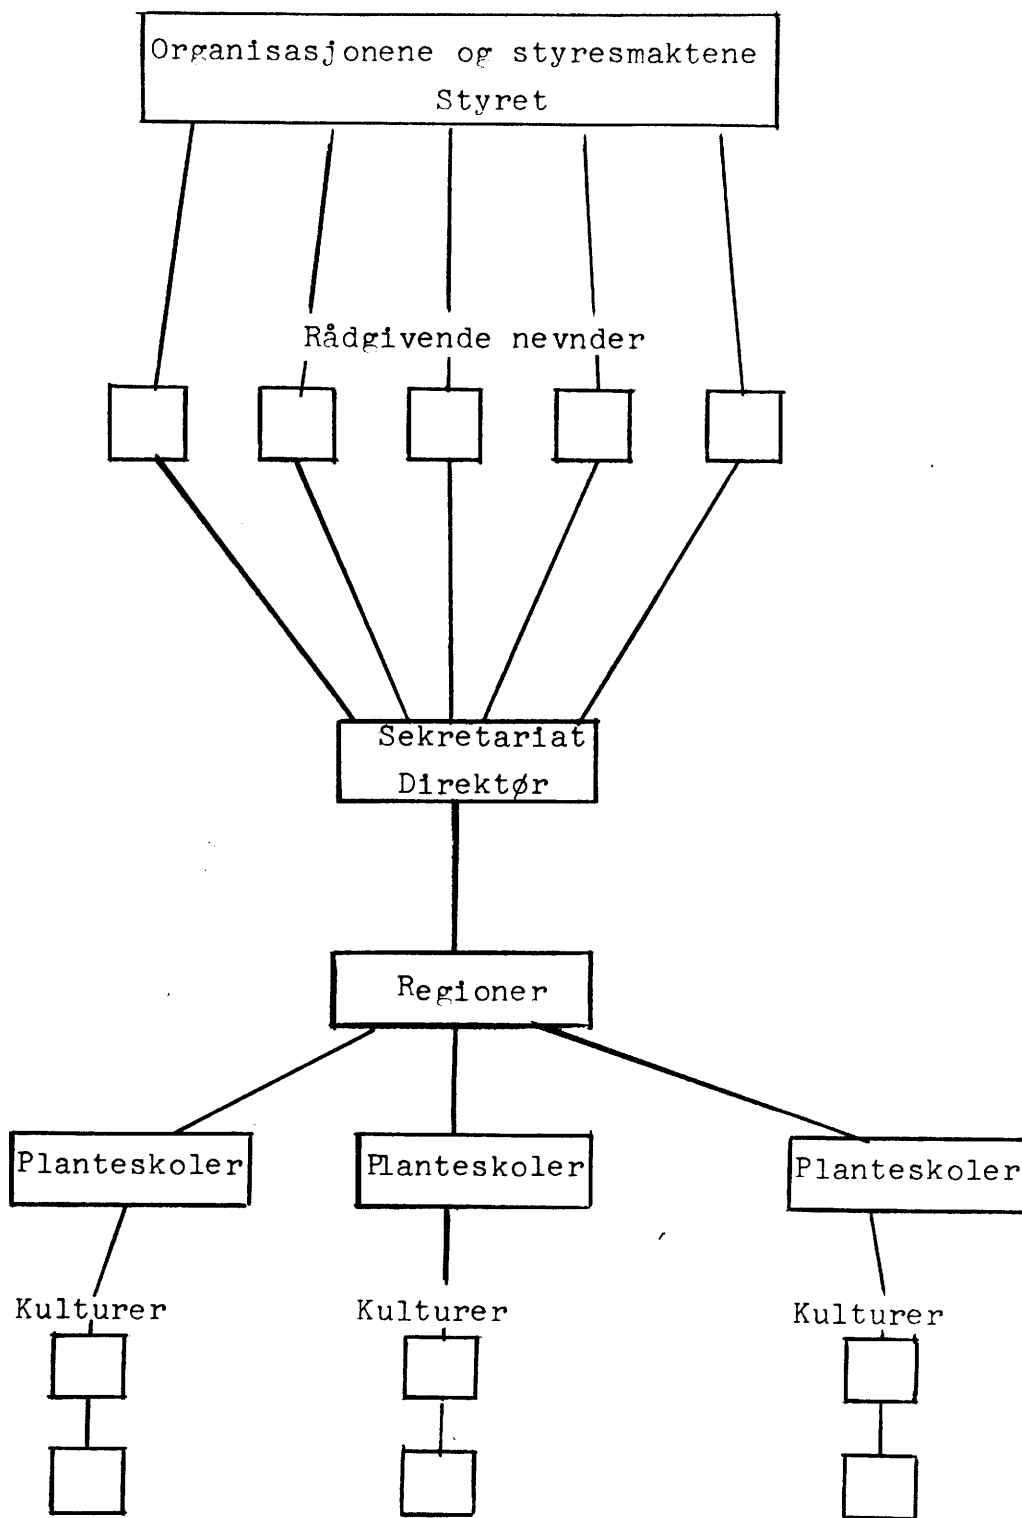 Organisasjonene og styresmaktene
Styret
Rådgivende nevnder
Sekretariat
Direktør
Regioner
Planteskoler
Planteskoler
Planteskoler
Kulturer
Kulturer
Kulturer